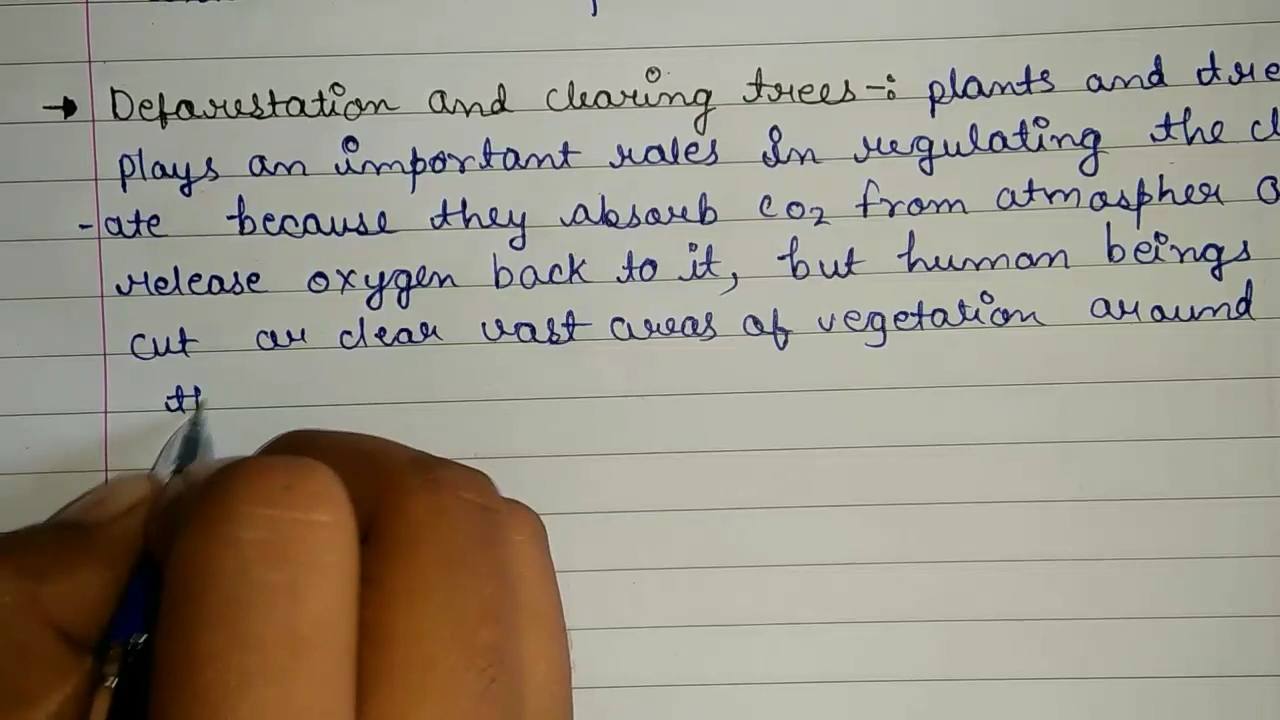 → Deforestation and clearing trees-: plants and tre
plays an important roles in regulating the cl
-ate because they absorb CO2 from atmospher a
release oxygen back to it, but human beings
cut or clear vast areas of vegetation around
th